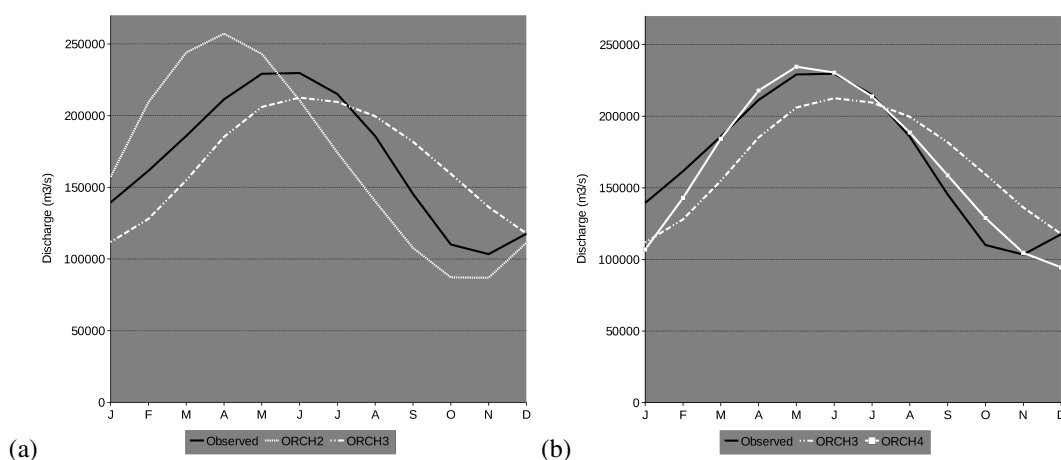 Discharge (m3/s)
250000
200000
150000
100000
50000
0
J F M A M J J A S O N D
Observed ORCH2 ORCH3
(a)
Discharge (m3/s)
250000
200000
150000
100000
50000
0
J F M A M J J A S O N D
Observed ORCH3 ORCH4
(b)